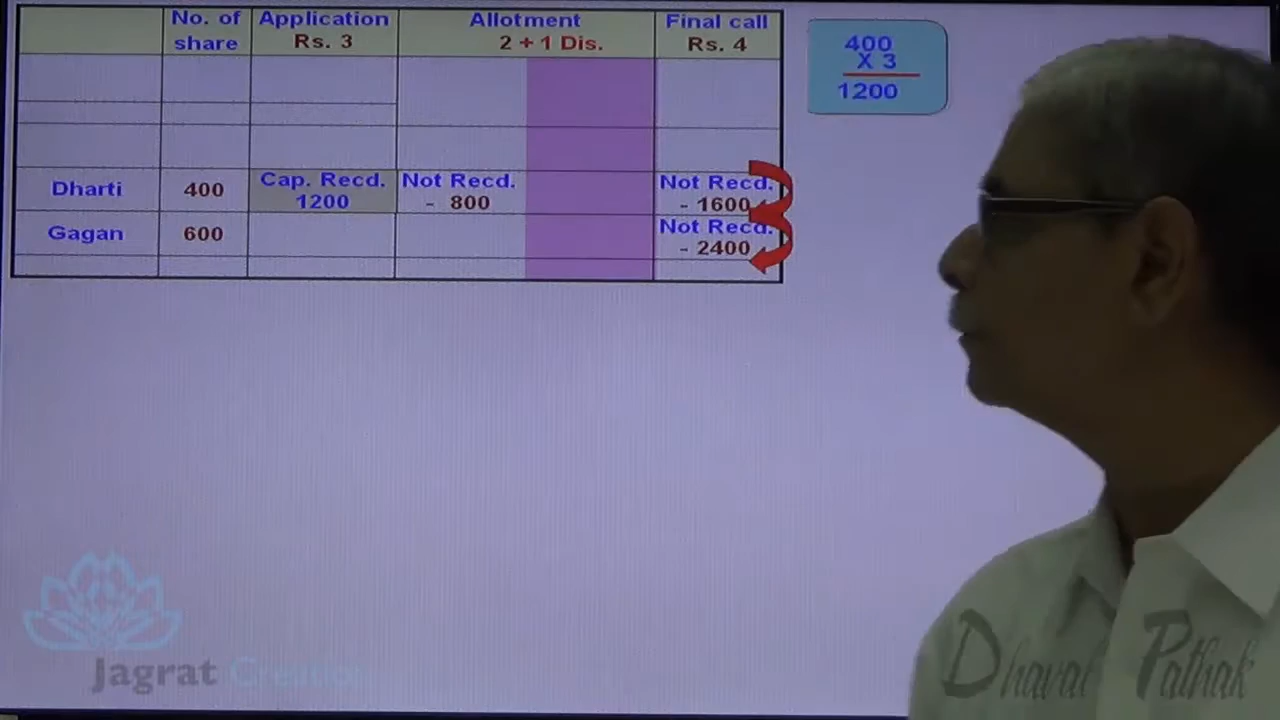 No. of share Application Rs. 3 Allotment 2 + 1 Dis. Final call Rs. 4
Dharti 400 Cap. Recd. 1200 Not Recd. - 800 Not Recd. - 1600
Gagan 600 Not Recd. - 2400
400
X 3
1200
Jagrat Creation
Dhaval Pathak